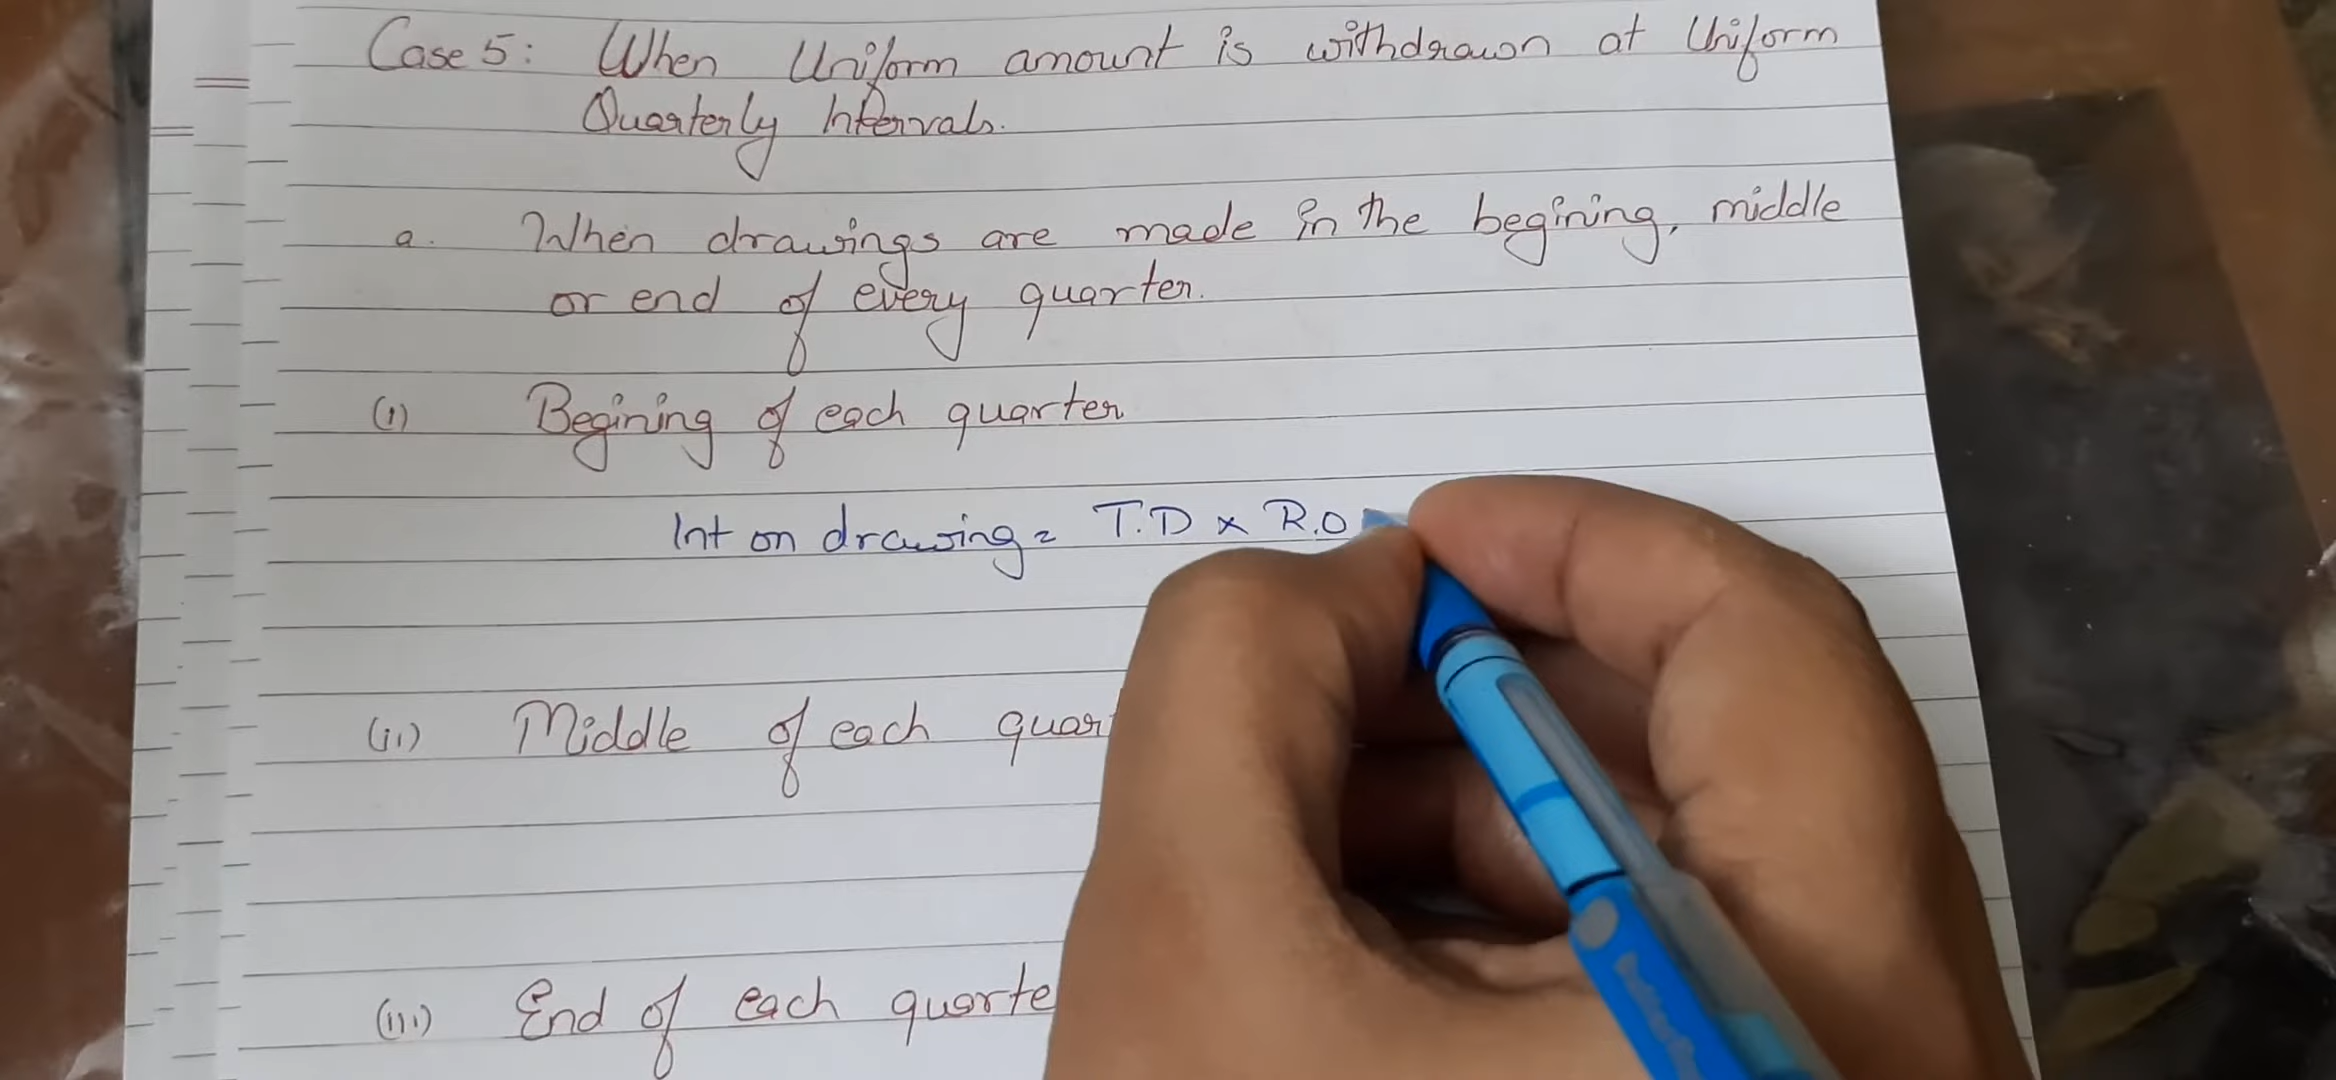 Case 5: When Uniform amount is withdrawn at Uniform
Quarterly Intervals.
a. When drawings are made in the begining, middle
or end of every quarter.
(i) Begining of each quarter
Int on drawing = T.D x R.O
(ii) Middle of each quar
(iii) End of each quarte